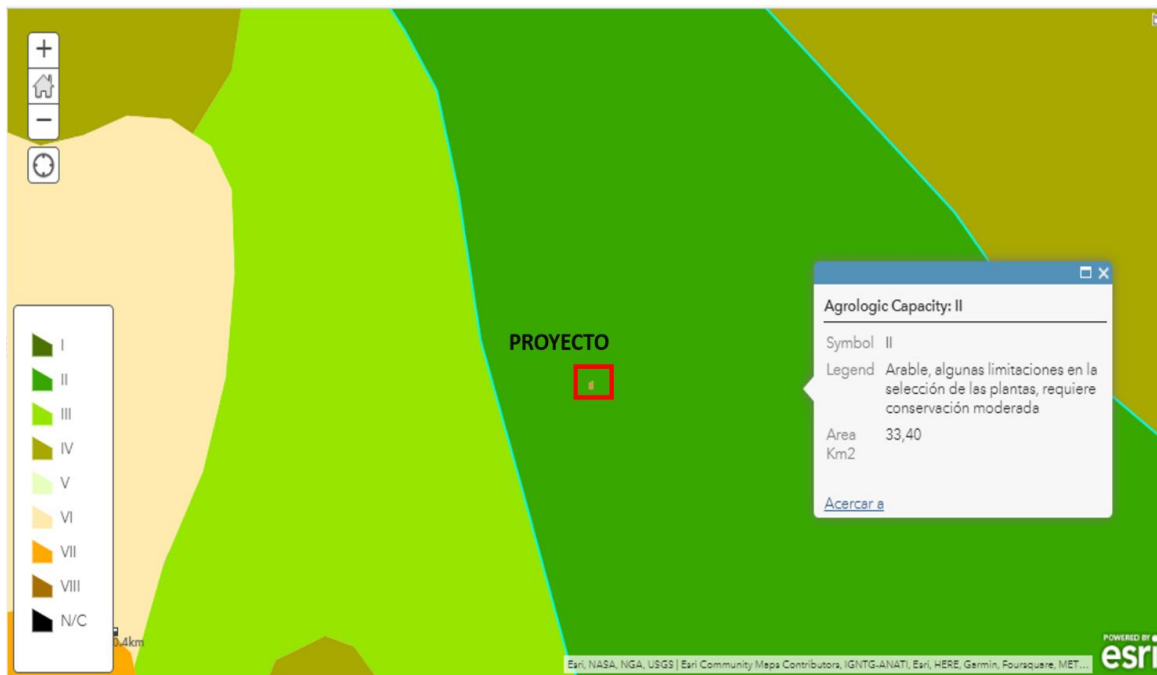 +
−
PROYECTO
I
II
III
IV
V
VI
VII
VIII
N/C
0.4km
Agrologic Capacity: II
Symbol II
Legend Arable, algunas limitaciones en la
selección de las plantas, requiere
conservación moderada
Area 33,40
Km2
Acercar a
Esri, NASA, NGA, USGS | Esri Community Maps Contributors, IGNTG-ANATI, Esri, HERE, Garmin, Foursquare, MET...
POWERED BY
esri